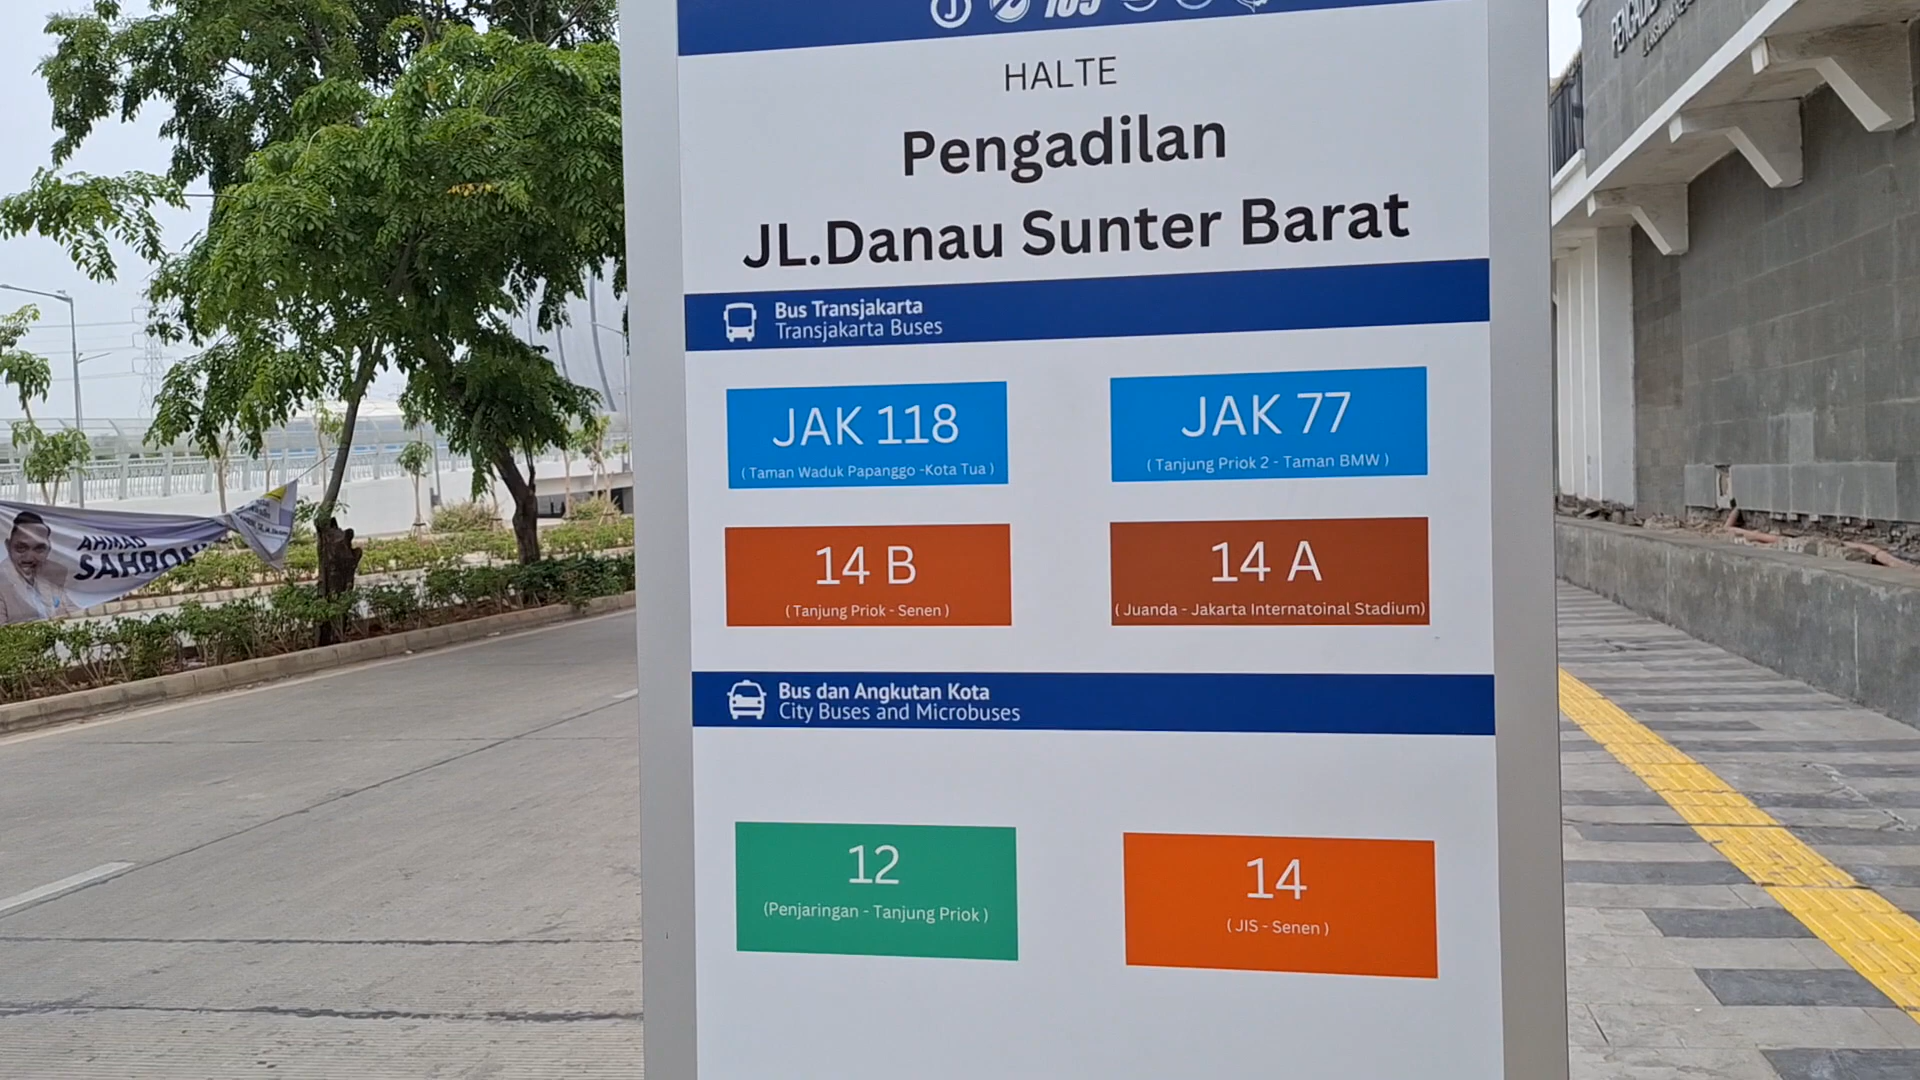 HALTE
Pengadilan
JL.Danau Sunter Barat
Bus Transjakarta
Transjakarta Buses
JAK 118
( Taman Waduk Papanggo -Kota Tua )
JAK 77
( Tanjung Priok 2 - Taman BMW )
14 B
( Tanjung Priok - Senen )
14 A
( Juanda - Jakarta Internatoinal Stadium)
Bus dan Angkutan Kota
City Buses and Microbuses
12
(Penjaringan - Tanjung Priok )
14
( JIS - Senen )
AHMAD
SAHRONI